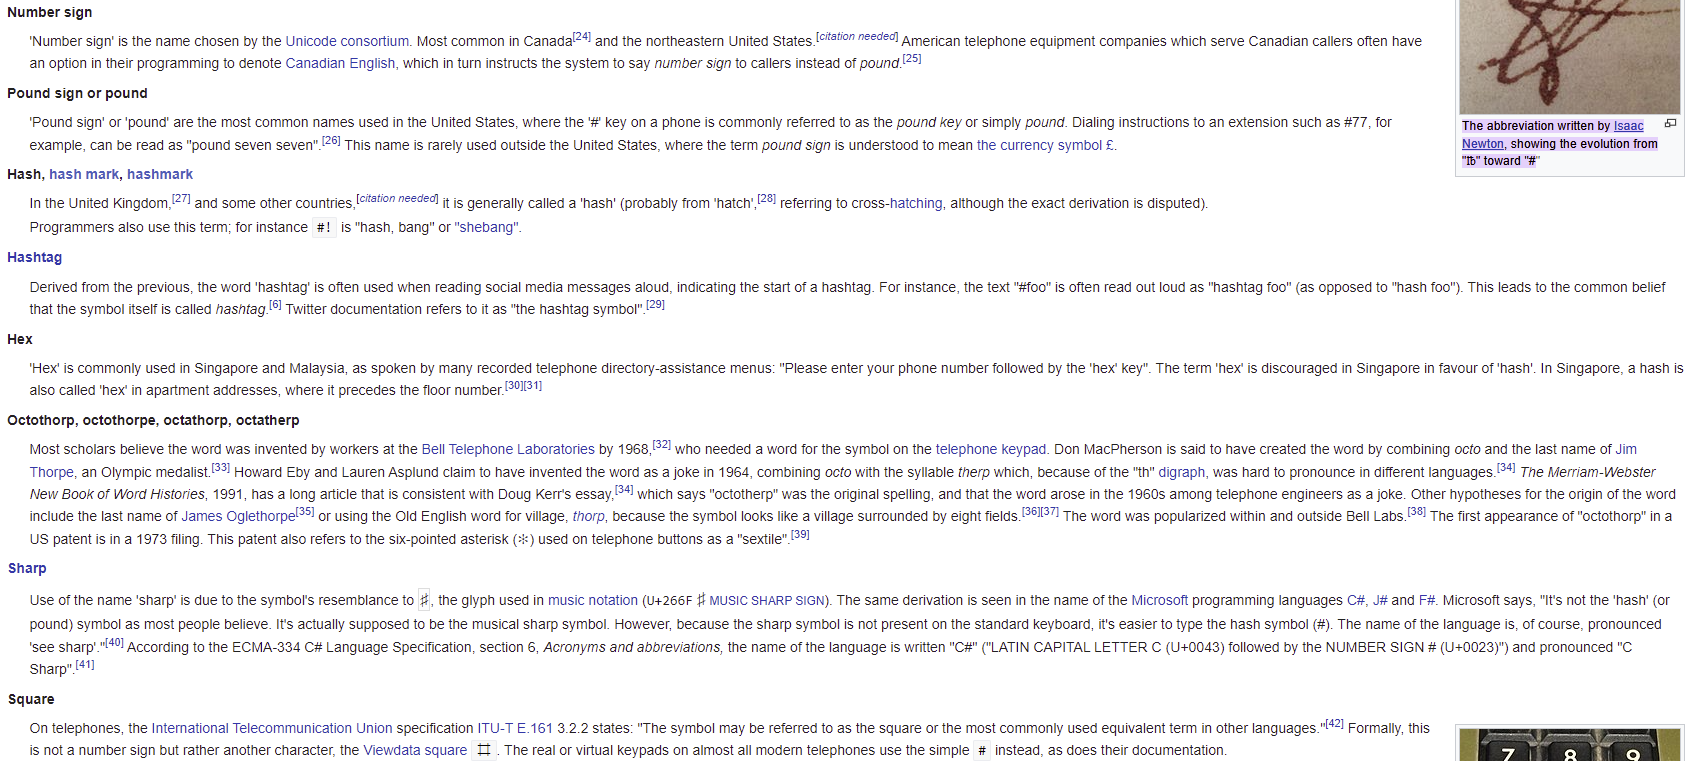 Number sign
'Number sign' is the name chosen by the Unicode consortium. Most common in Canada[24] and the northeastern United States.[citation needed] American telephone equipment companies which serve Canadian callers often have
an option in their programming to denote Canadian English, which in turn instructs the system to say number sign to callers instead of pound.[25]
Pound sign or pound
'Pound sign' or 'pound' are the most common names used in the United States, where the '#' key on a phone is commonly referred to as the pound key or simply pound. Dialing instructions to an extension such as #77, for
example, can be read as "pound seven seven".[26] This name is rarely used outside the United States, where the term pound sign is understood to mean the currency symbol £.
The abbreviation written by Isaac
Newton, showing the evolution from
"℔" toward "#"
Hash, hash mark, hashmark
In the United Kingdom,[27] and some other countries,[citation needed] it is generally called a 'hash' (probably from 'hatch',[28] referring to cross-hatching, although the exact derivation is disputed).
Programmers also use this term; for instance #! is "hash, bang" or "shebang".
Hashtag
Derived from the previous, the word 'hashtag' is often used when reading social media messages aloud, indicating the start of a hashtag. For instance, the text "#foo" is often read out loud as "hashtag foo" (as opposed to "hash foo"). This leads to the common belief
that the symbol itself is called hashtag.[6] Twitter documentation refers to it as "the hashtag symbol".[29]
Hex
'Hex' is commonly used in Singapore and Malaysia, as spoken by many recorded telephone directory-assistance menus: "Please enter your phone number followed by the 'hex' key". The term 'hex' is discouraged in Singapore in favour of 'hash'. In Singapore, a hash is
also called 'hex' in apartment addresses, where it precedes the floor number.[30][31]
Octothorp, octothorpe, octathorp, octatherp
Most scholars believe the word was invented by workers at the Bell Telephone Laboratories by 1968,[32] who needed a word for the symbol on the telephone keypad. Don MacPherson is said to have created the word by combining octo and the last name of Jim
Thorpe, an Olympic medalist.[33] Howard Eby and Lauren Asplund claim to have invented the word as a joke in 1964, combining octo with the syllable therp which, because of the "th" digraph, was hard to pronounce in different languages.[34] The Merriam-Webster
New Book of Word Histories, 1991, has a long article that is consistent with Doug Kerr's essay,[34] which says "octotherp" was the original spelling, and that the word arose in the 1960s among telephone engineers as a joke. Other hypotheses for the origin of the word
include the last name of James Oglethorpe[35] or using the Old English word for village, thorp, because the symbol looks like a village surrounded by eight fields.[36][37] The word was popularized within and outside Bell Labs.[38] The first appearance of "octothorp" in a
US patent is in a 1973 filing. This patent also refers to the six-pointed asterisk (✻) used on telephone buttons as a "sextile".[39]
Sharp
Use of the name 'sharp' is due to the symbol's resemblance to ♯, the glyph used in music notation (U+266F ♯ MUSIC SHARP SIGN). The same derivation is seen in the name of the Microsoft programming languages C#, J# and F#. Microsoft says, "It's not the 'hash' (or
pound) symbol as most people believe. It's actually supposed to be the musical sharp symbol. However, because the sharp symbol is not present on the standard keyboard, it's easier to type the hash symbol (#). The name of the language is, of course, pronounced
'see sharp'."[40] According to the ECMA-334 C# Language Specification, section 6, Acronyms and abbreviations, the name of the language is written "C#" ("LATIN CAPITAL LETTER C (U+0043) followed by the NUMBER SIGN # (U+0023)") and pronounced "C
Sharp".[41]
Square
On telephones, the International Telecommunication Union specification ITU-T E.161 3.2.2 states: "The symbol may be referred to as the square or the most commonly used equivalent term in other languages."[42] Formally, this
is not a number sign but rather another character, the Viewdata square ⌗. The real or virtual keypads on almost all modern telephones use the simple # instead, as does their documentation.
7 8 9